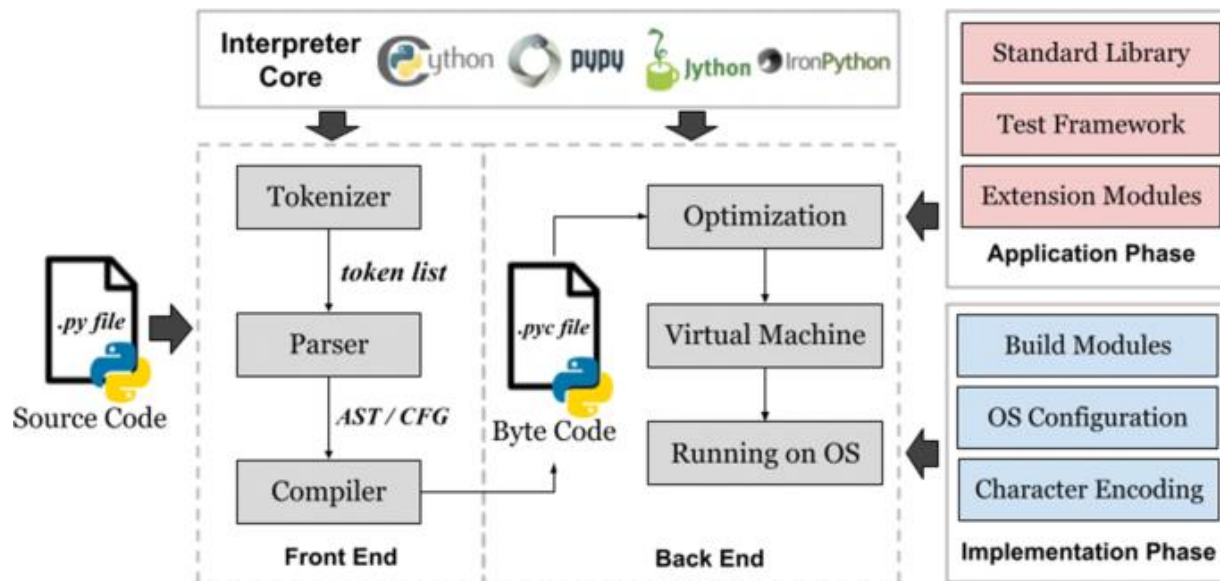 Interpreter
Core
Cython
pypy
Jython
IronPython
Standard Library
Test Framework
Extension Modules
Application Phase
Tokenizer
token list
Parser
AST / CFG
Compiler
Front End
.py file
Source Code
.pyc file
Byte Code
Optimization
Virtual Machine
Running on OS
Back End
Build Modules
OS Configuration
Character Encoding
Implementation Phase